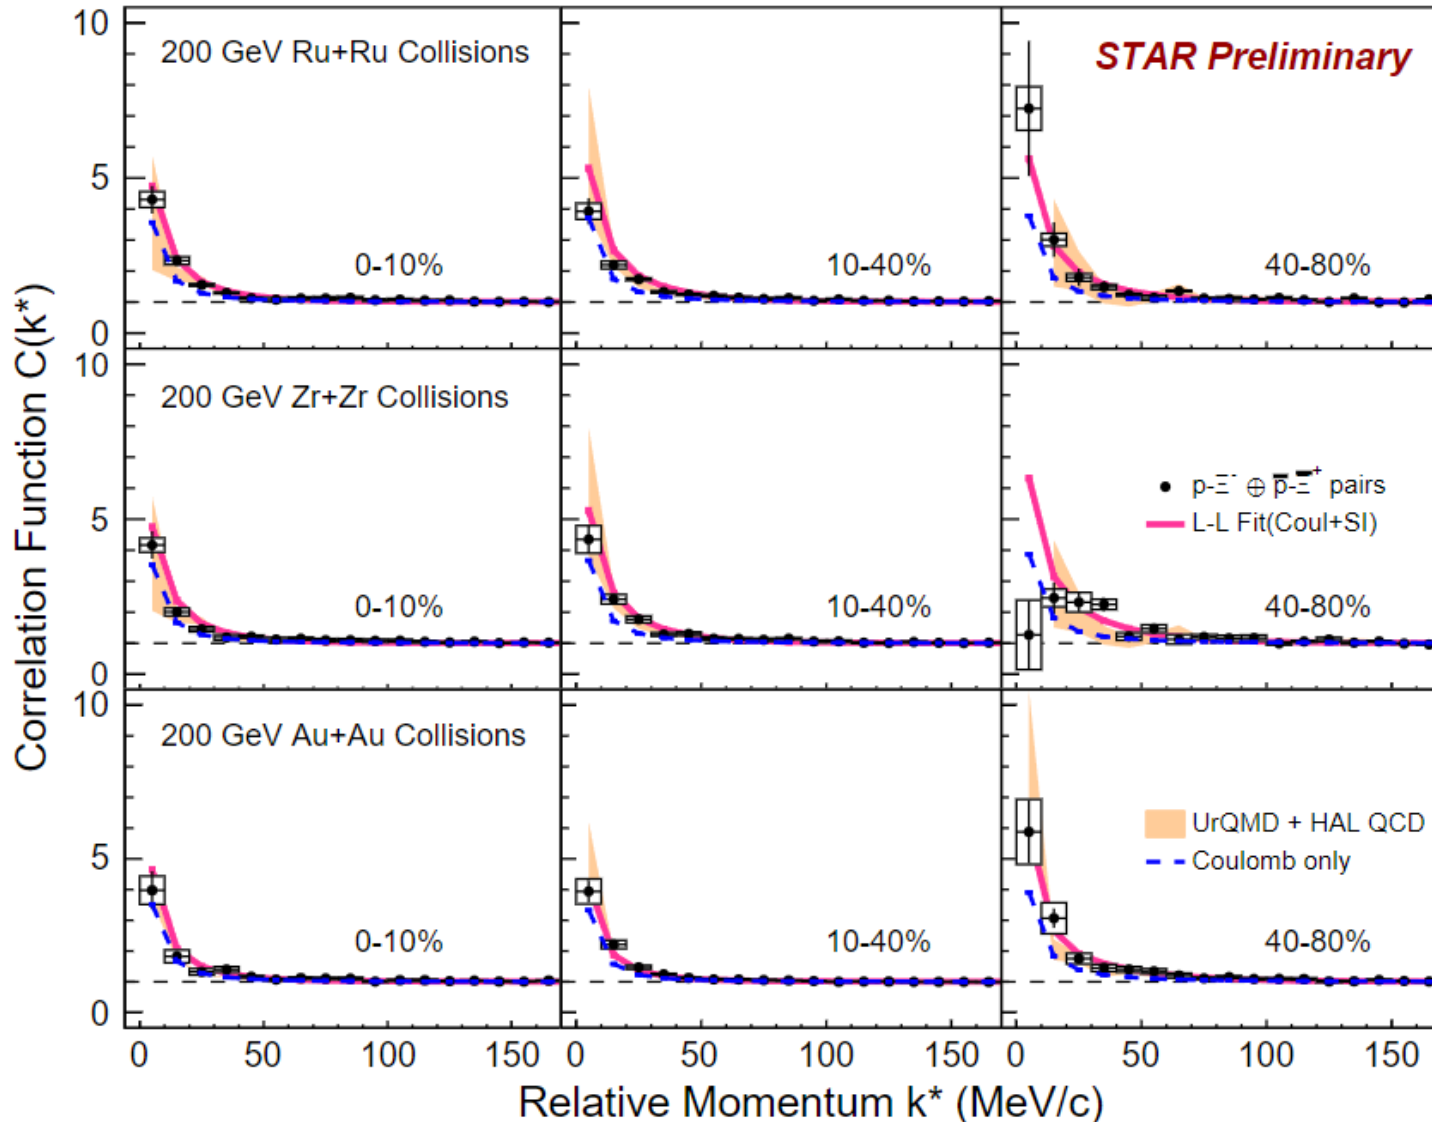 200 GeV Ru+Ru Collisions
STAR Preliminary
10
5
0
0-10%
10-40%
40-80%
200 GeV Zr+Zr Collisions
10
5
0
0-10%
10-40%
40-80%
p-Ξ⁻ ⊕ p̅-Ξ̅⁺ pairs
L-L Fit(Coul+SI)
200 GeV Au+Au Collisions
10
5
0
0-10%
10-40%
40-80%
UrQMD + HAL QCD
Coulomb only
0 50 100 150 0 50 100 150 0 50 100 150
Relative Momentum k* (MeV/c)
Correlation Function C(k*)